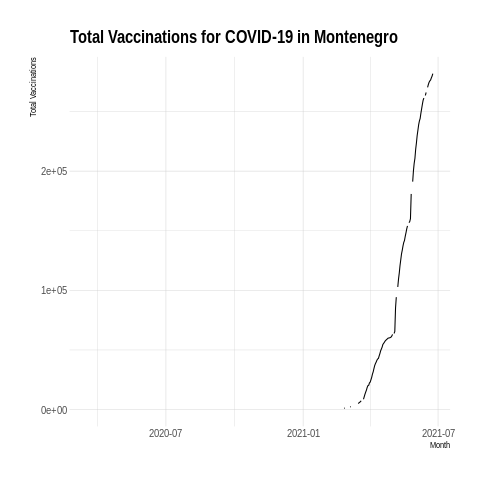 Total Vaccinations for COVID-19 in Montenegro
Total Vaccinations
2e+05
1e+05
0e+00
2020-07
2021-01
2021-07
Month